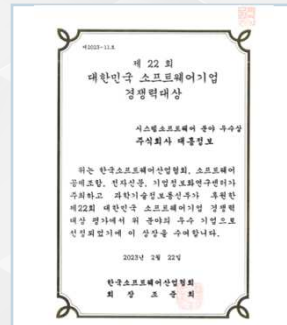 제2023-11호
제 22 회
대한민국 소프트웨어기업
경쟁력대상
시스템소프트웨어 분야 우수상
주식회사 대흥정보
위는 한국소프트웨어산업협회, 소프트웨어
공제조합, 전자신문, 기업정보화연구센터가
주최하고 과학기술정보통신부가 후원한
제22회 대한민국 소프트웨어기업 경쟁력
대상 평가에서 위 분야의 우수 기업으로
선정되었기에 이 상장을 수여합니다.
2023년 2월 22일
한국소프트웨어산업협회
회 장 조 준 희